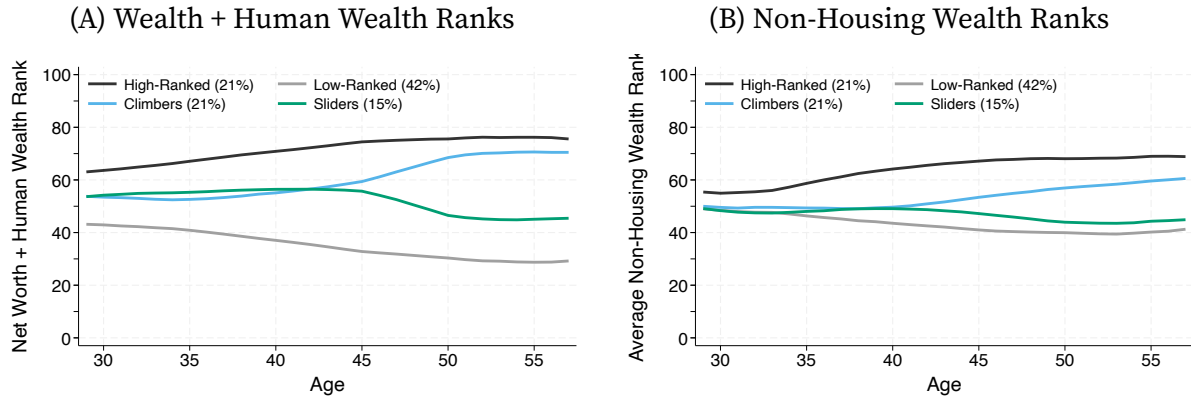 (A) Wealth + Human Wealth Ranks
Net Worth + Human Wealth Rank
100
80
60
40
20
0
High-Ranked (21%)
Low-Ranked (42%)
Climbers (21%)
Sliders (15%)
30
35
40
45
50
55
Age
(B) Non-Housing Wealth Ranks
Average Non-Housing Wealth Rank
100
80
60
40
20
0
High-Ranked (21%)
Low-Ranked (42%)
Climbers (21%)
Sliders (15%)
30
35
40
45
50
55
Age